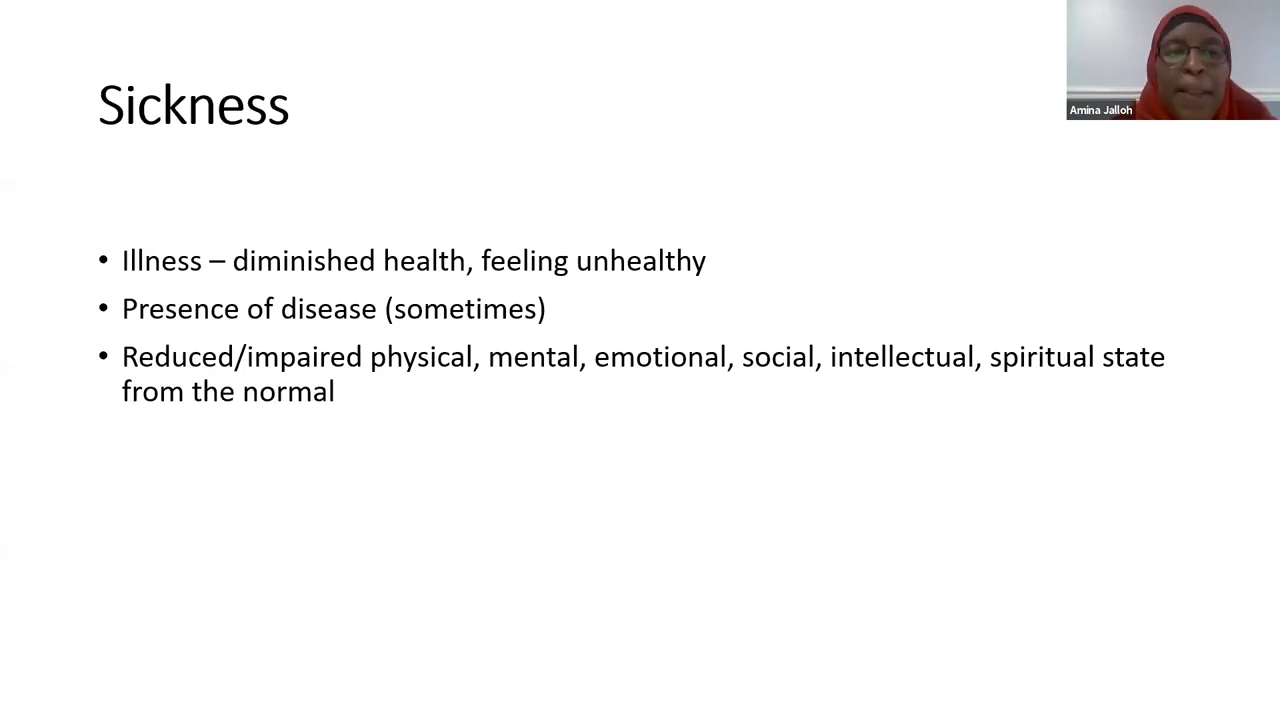 Sickness
Amina Jalloh
• Illness – diminished health, feeling unhealthy
• Presence of disease (sometimes)
• Reduced/impaired physical, mental, emotional, social, intellectual, spiritual state
from the normal